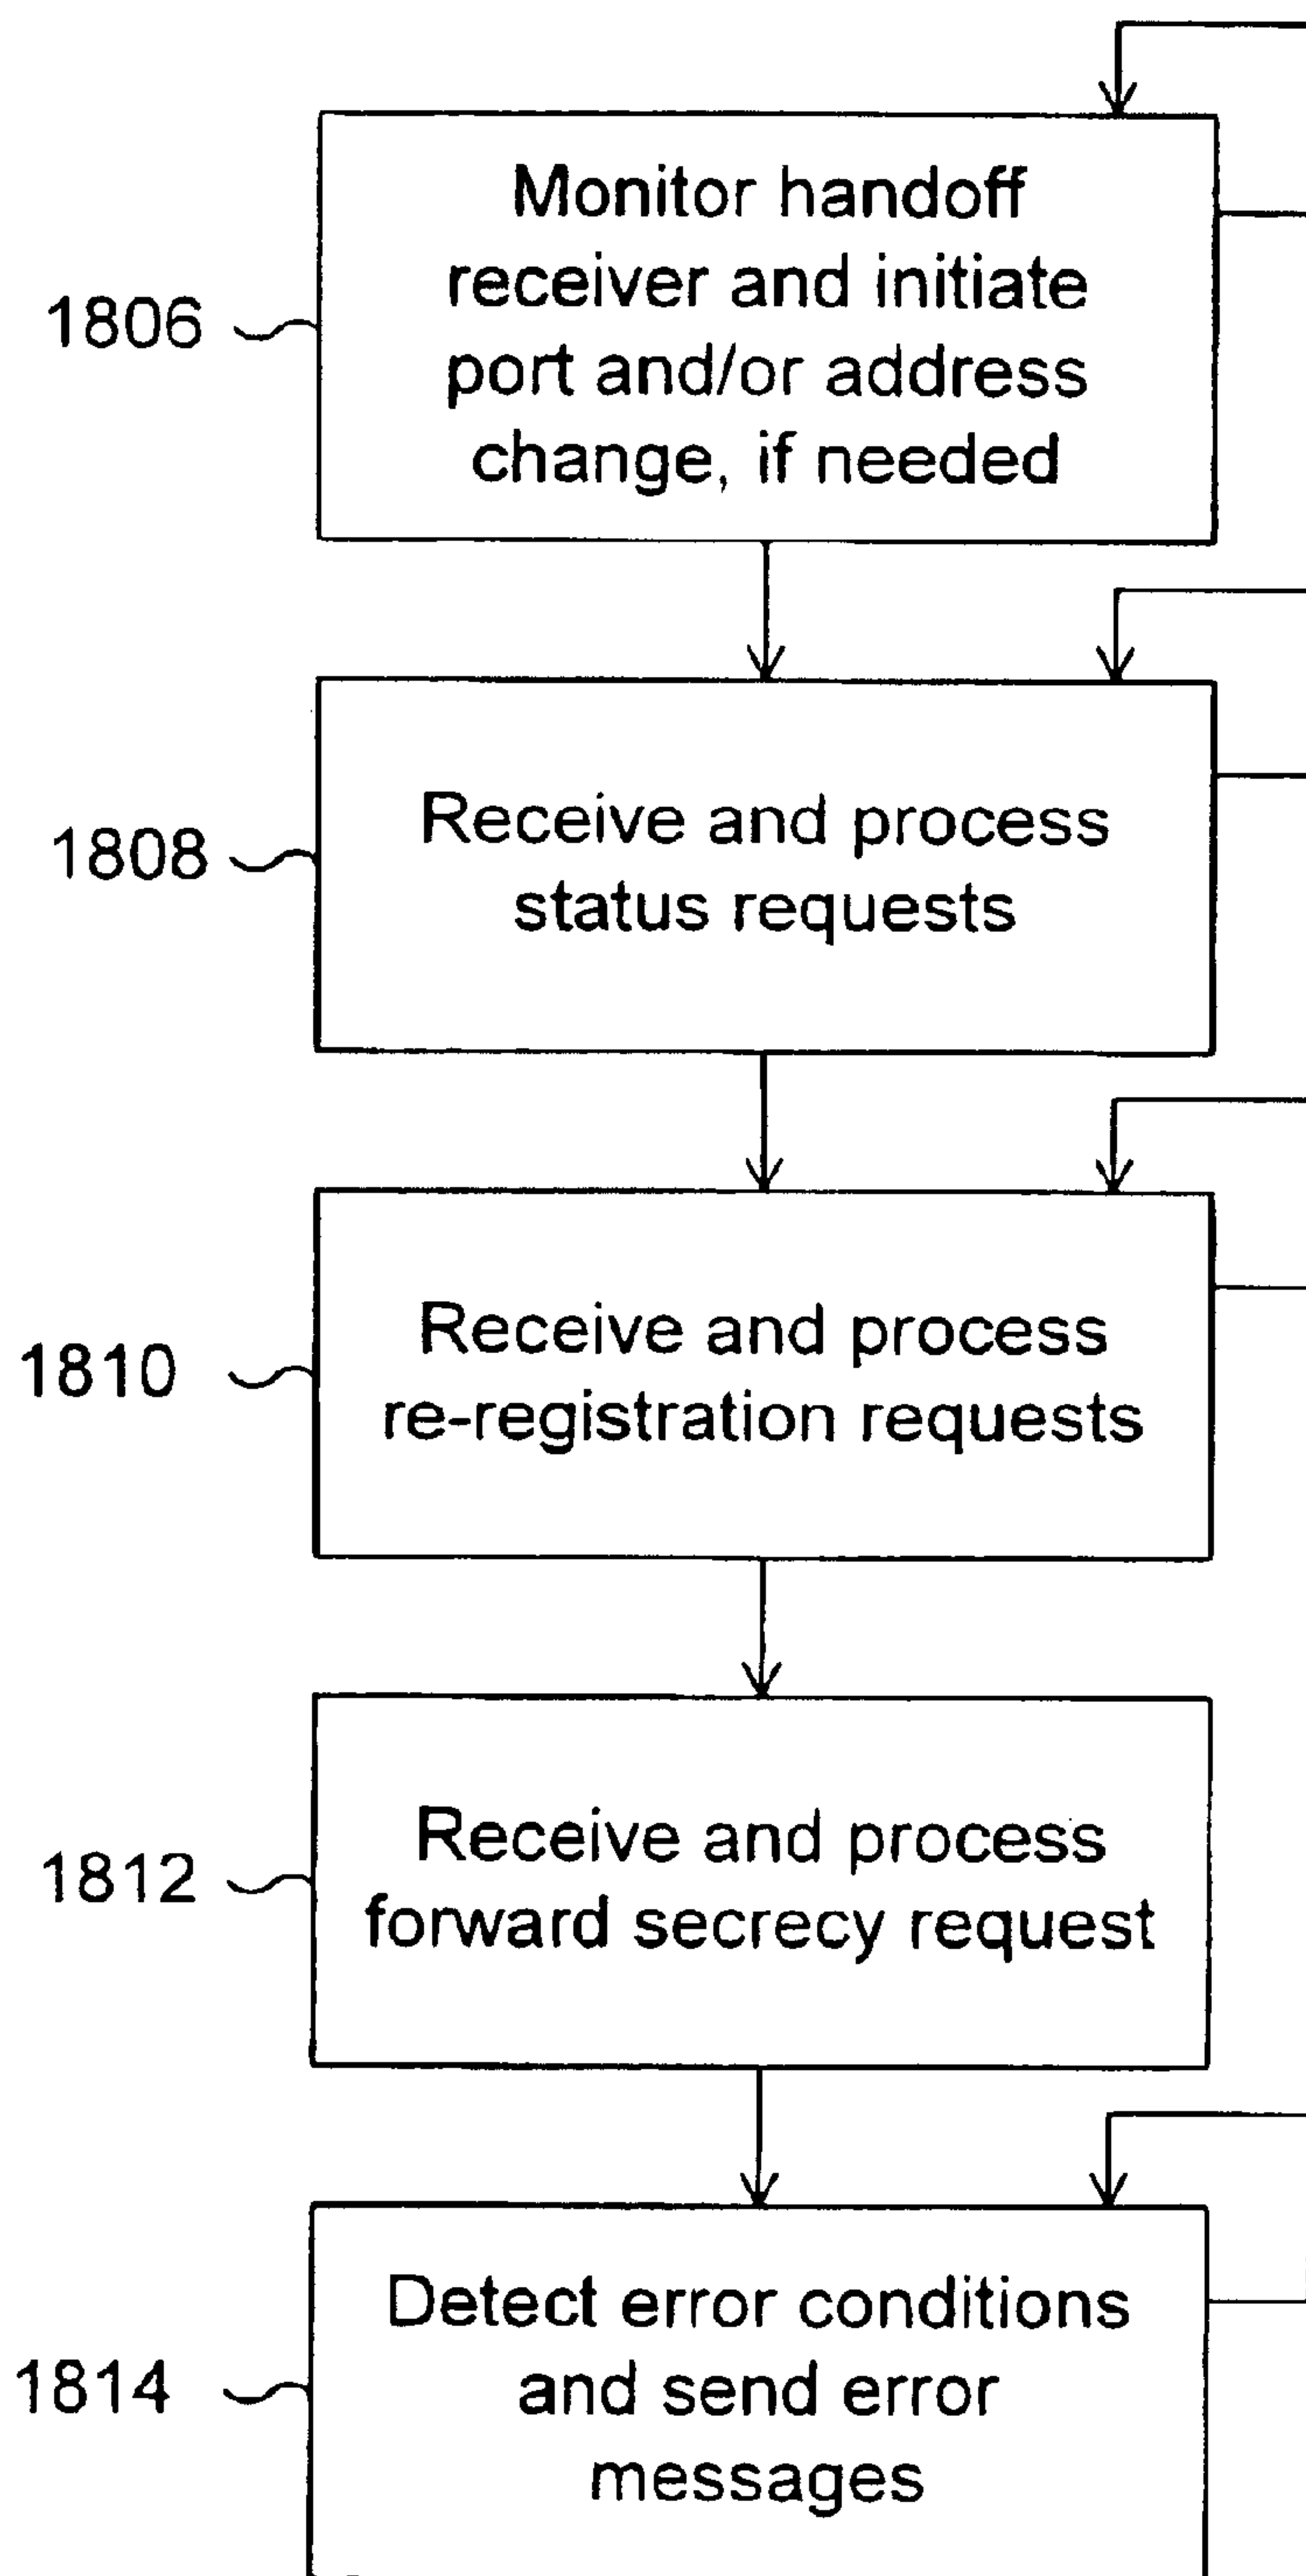 Monitor handoff
receiver and initiate
port and/or address
change, if needed
1806
Receive and process
status requests
1808
Receive and process
re-registration requests
1810
Receive and process
forward secrecy request
1812
Detect error conditions
and send error
messages
1814